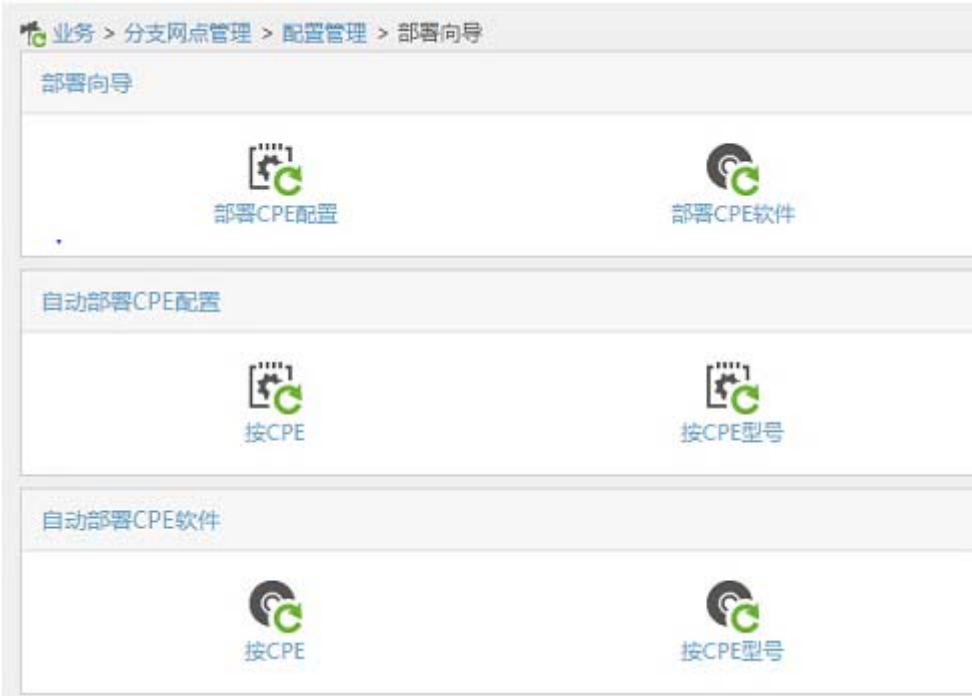 业务 > 分支网点管理 > 配置管理 > 部署向导
部署向导
部署CPE配置 部署CPE软件
自动部署CPE配置
按CPE 按CPE型号
自动部署CPE软件
按CPE 按CPE型号